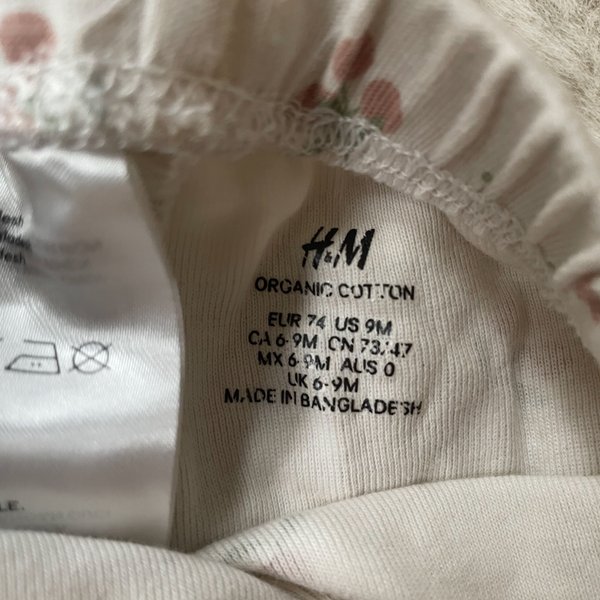 H&M
ORGANIC COTTON
EUR 74 US 9M
CA 6-9M CN 73/47
MX 6-9M AUS 0
UK 6-9M
MADE IN BANGLADESH
LE.